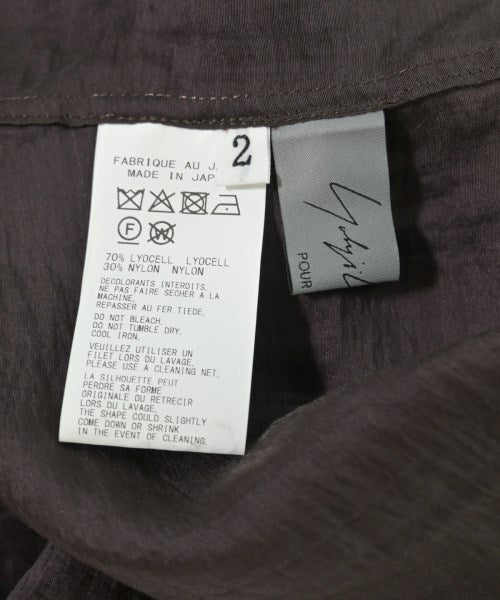 2
FABRIQUE AU
MADE IN JAP
F
W
70% LYOCELL LYOCELL
30% NYLON NYLON
DÉCOLORANTS INTERDITS.
NE PAS FAIRE SÉCHER À LA
MACHINE.
REPASSER AU FER TIEDE.
DO NOT BLEACH.
DO NOT TUMBLE DRY.
COOL IRON.
VEUILLEZ UTILISER UN
FILET LORS DU LAVAGE.
PLEASE USE A CLEANING NET.
LA SILHOUETTE PEUT
PERDRE SA FORME
ORIGINALE OU RETRECIR
LORS DU LAVAGE.
THE SHAPE COULD SLIGHTLY
COME DOWN OR SHRINK
IN THE EVENT OF CLEANING.
POUR